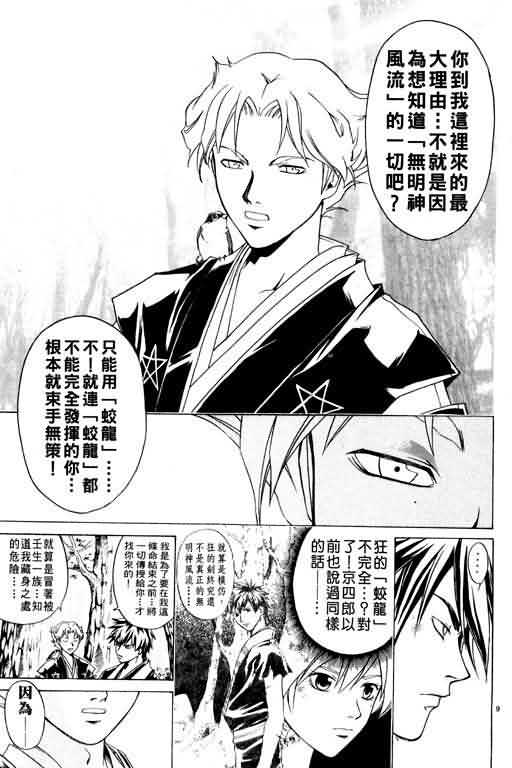 你到我這裡來的最
大理由…不就是因
為想知道「無明神
風流」的一切吧？
只能用「蛟龍」……
不！就連「蛟龍」都
不能完全發揮的你…
根本就束手無策！
……
狂的「蛟龍」
不完全…？對
了！京四郎以
前也說過同樣
的話…
就算是模仿
狂的劍終究還
不是真正的無
明神風流…
我是為了要在我
條命結束之前…將
一切傳授給你…才
找你來的！
就算是冒著被
壬生一族…知
道我藏身之處
的危險…
因為—
9